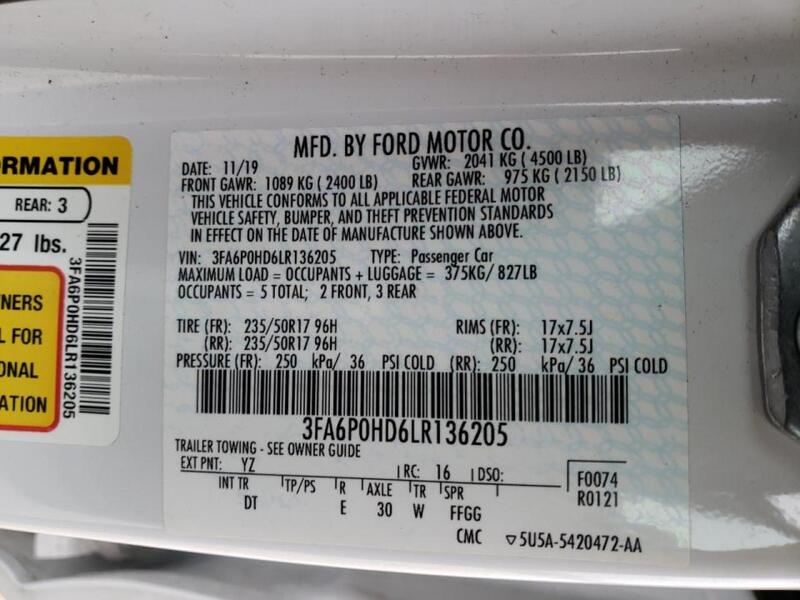 ORMATION
REAR: 3
27 lbs.
3FA6P0HD6LR136205
NERS
L FOR
ONAL
ATION
MFD. BY FORD MOTOR CO.
DATE: 11/19 GVWR: 2041 KG ( 4500 LB)
FRONT GAWR: 1089 KG ( 2400 LB) REAR GAWR: 975 KG ( 2150 LB)
THIS VEHICLE CONFORMS TO ALL APPLICABLE FEDERAL MOTOR
VEHICLE SAFETY, BUMPER, AND THEFT PREVENTION STANDARDS
IN EFFECT ON THE DATE OF MANUFACTURE SHOWN ABOVE.
VIN: 3FA6P0HD6LR136205 TYPE: Passenger Car
MAXIMUM LOAD = OCCUPANTS + LUGGAGE = 375KG/ 827LB
OCCUPANTS = 5 TOTAL; 2 FRONT, 3 REAR
TIRE (FR): 235/50R17 96H RIMS (FR): 17x7.5J
(RR): 235/50R17 96H (RR): 17x7.5J
PRESSURE (FR): 250 kPa/ 36 PSI COLD (RR): 250 kPa/ 36 PSI COLD
3FA6P0HD6LR136205
TRAILER TOWING - SEE OWNER GUIDE
EXT PNT: YZ RC: 16 DSO: F0074
INT TR TP/PS R AXLE TR SPR R0121
DT E 30 W FFGG
CMC ▽5U5A-5420472-AA